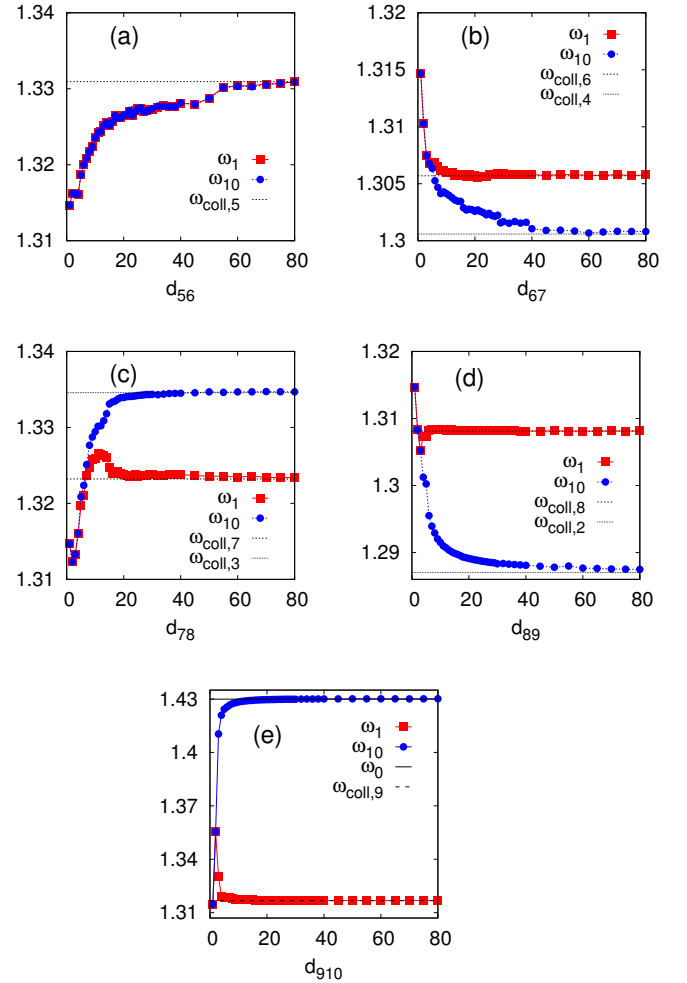 1.34
1.33
1.32
1.31
(a)
ω1
ω10
ωcoll,5
0 20 40 60 80
d56
1.32
1.315
1.31
1.305
1.3
(b)
ω1
ω10
ωcoll,6
ωcoll,4
0 20 40 60 80
d67
1.34
1.33
1.32
1.31
(c)
ω1
ω10
ωcoll,7
ωcoll,3
0 20 40 60 80
d78
1.32
1.31
1.3
1.29
(d)
ω1
ω10
ωcoll,8
ωcoll,2
0 20 40 60 80
d89
1.43
1.4
1.37
1.34
1.31
(e)
ω1
ω10
ω0
ωcoll,9
0 20 40 60 80
d910